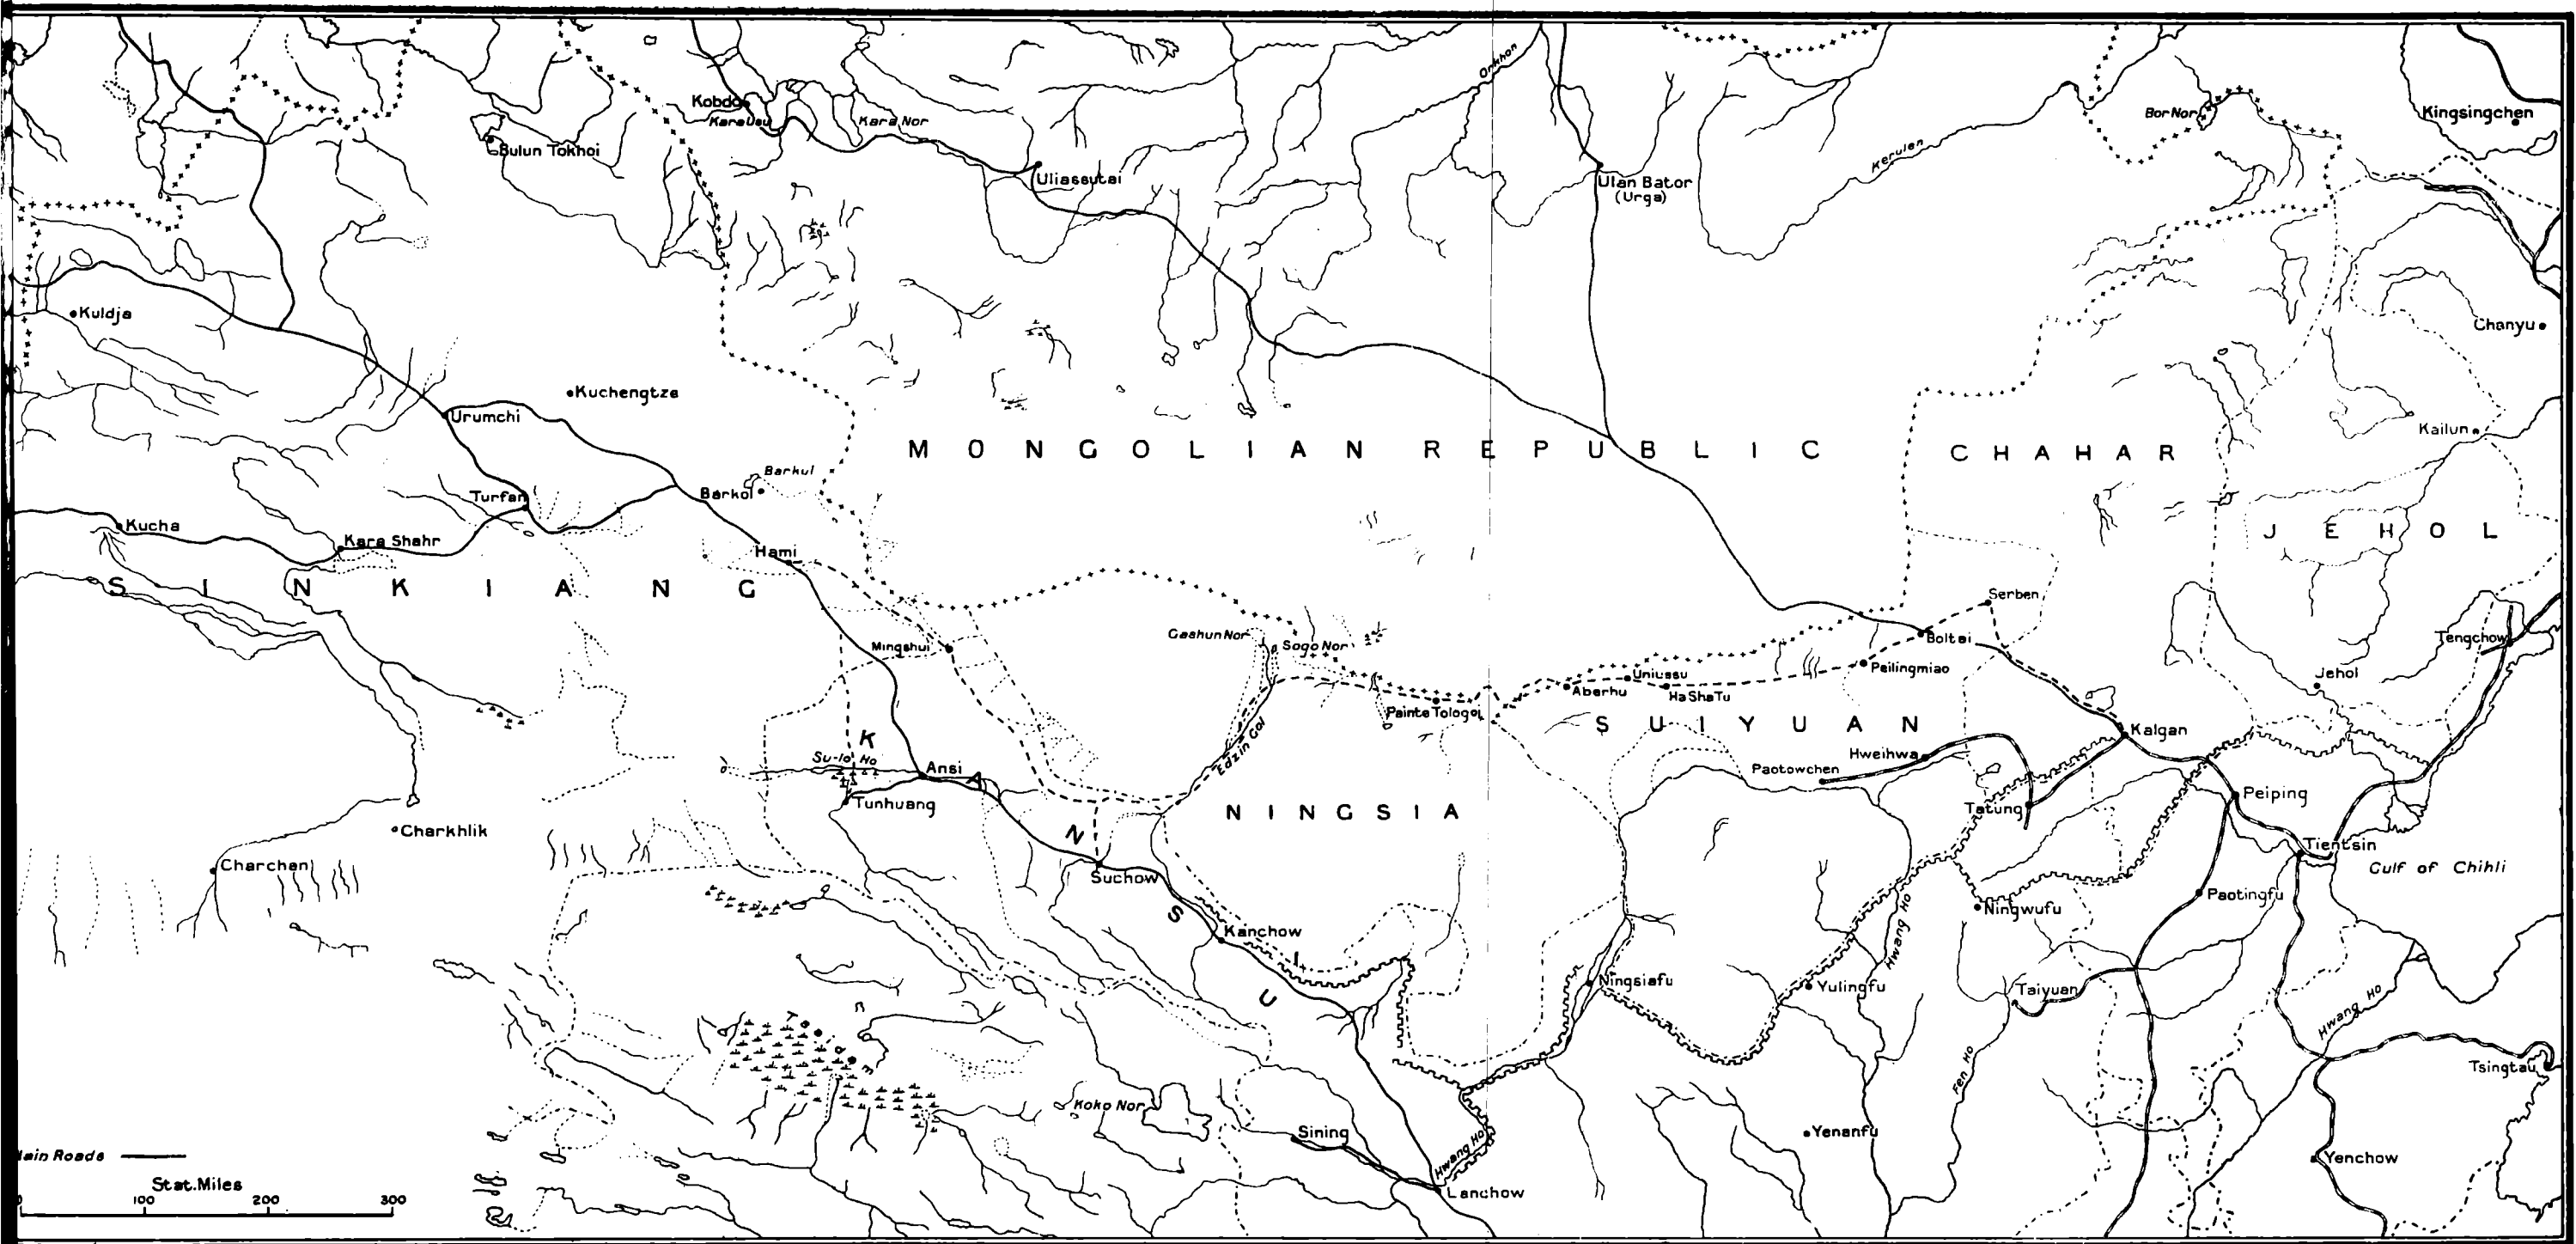 Orkhon
Kobdo
Kara Usu
Kara Nor
Bor Nor
Kingsingchen
Bulun Tokhoi
Kerulen
Uliassutai
Ulan Bator
(Urga)
Kuldja
Chanyu
Kuchengtze
Urumchi
Kailun
MONGOLIAN REPUBLIC
CHAHAR
Barkul
Barkol
Turfan
Kucha
Kara Shahr
JEHOL
Hami
SINKIANG
Serben
Gashun Nor
Sogo Nor
Mingshui
Boltai
Tengchow
Peilingmiao
Uniussu
Jehol
Aberhu
HaShaTu
Painte Tologoi
SUIYUAN
Kalgan
Edzin Gol
Hweihwa
Su-lo Ho
Ansi
Paotowchen
KANSU
Peiping
Tunhuang
NINGSIA
Tatung
Charkhlik
Tientsin
Charchan
Gulf of Chihli
Suchow
Paotingfu
Ningwufu
Kanchow
Hwang Ho
Ningsiafu
Yulingfu
Taiyuan
Hwang Ho
Tsingtau
Fen Ho
Koko Nor
Sining
Yenanfu
Hwang Ho
Yenchow
Main Roads
Stat. Miles
Lanchow
0 100 200 300